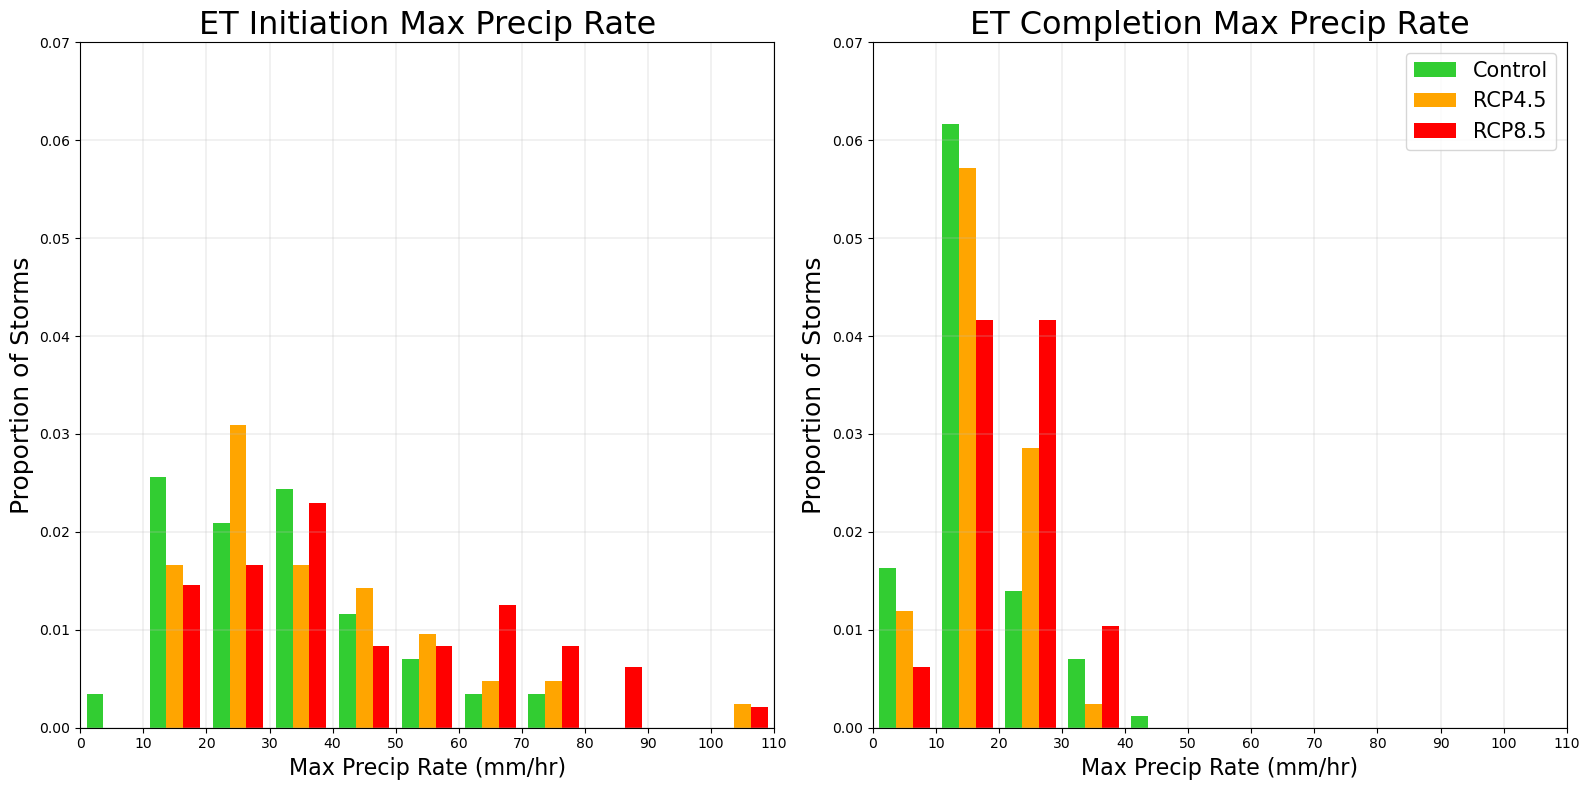 ET Initiation Max Precip Rate
0.07
0.06
0.05
0.04
0.03
0.02
0.01
0.00
Proportion of Storms
0 10 20 30 40 50 60 70 80 90 100 110
Max Precip Rate (mm/hr)
ET Completion Max Precip Rate
Control
RCP4.5
RCP8.5
0.07
0.06
0.05
0.04
0.03
0.02
0.01
0.00
Proportion of Storms
0 10 20 30 40 50 60 70 80 90 100 110
Max Precip Rate (mm/hr)